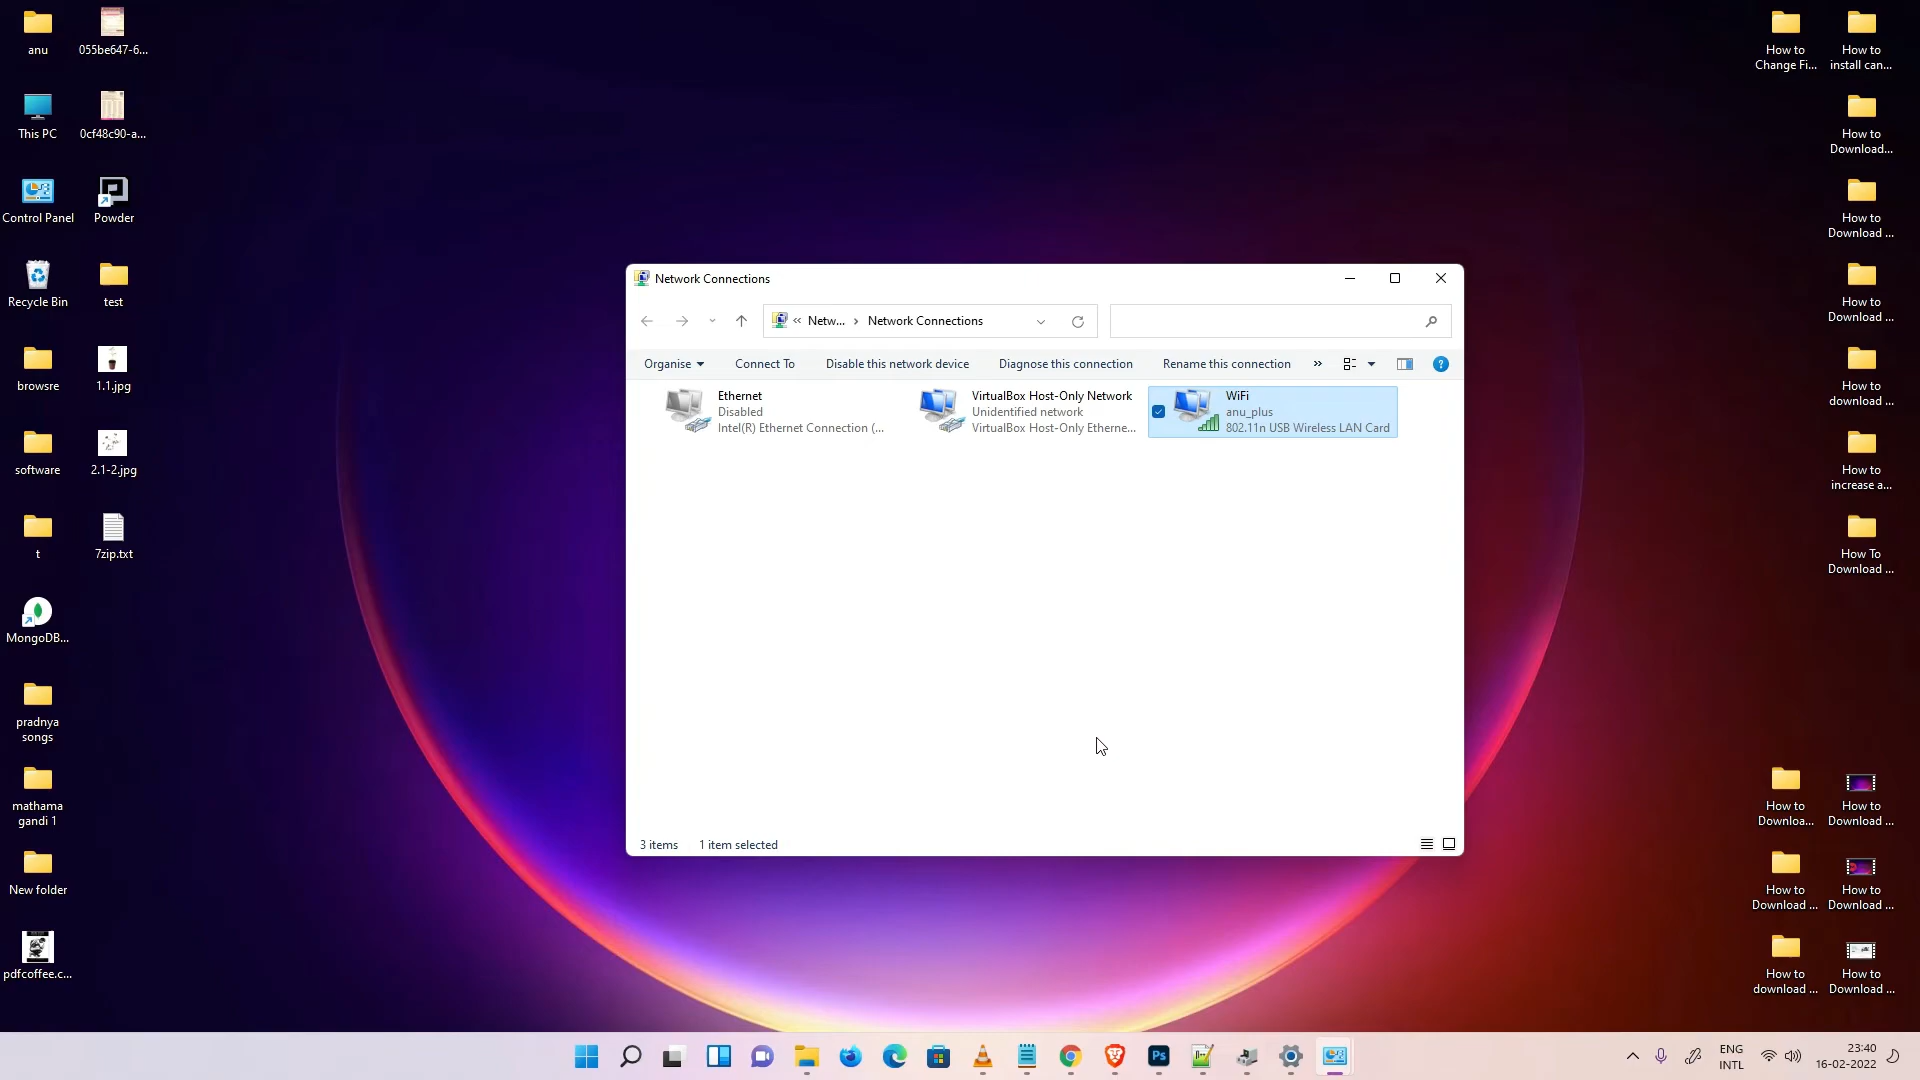 anu
055be647-6...
This PC
0cf48c90-a...
Control Panel
Powder
Recycle Bin
test
browsre
1.1.jpg
software
2.1-2.jpg
t
7zip.txt
MongoDB...
pradnya
songs
mathama
gandi 1
New folder
pdfcoffee.c...
Network Connections
« Netw... › Network Connections
Organise
Connect To
Disable this network device
Diagnose this connection
Rename this connection
»
Ethernet
Disabled
Intel(R) Ethernet Connection (...
VirtualBox Host-Only Network
Unidentified network
VirtualBox Host-Only Etherne...
WiFi
anu_plus
802.11n USB Wireless LAN Card
3 items
1 item selected
How to
Change Fi...
How to
install can...
How to
Download...
How to
Download ...
How to
Download ...
How to
download ...
How to
increase a...
How To
Download ...
How to
Downloa...
How to
Download ...
How to
Download ...
How to
Download ...
How to
download ...
How to
Download ...
Ps
ENG
INTL
23:40
16-02-2022